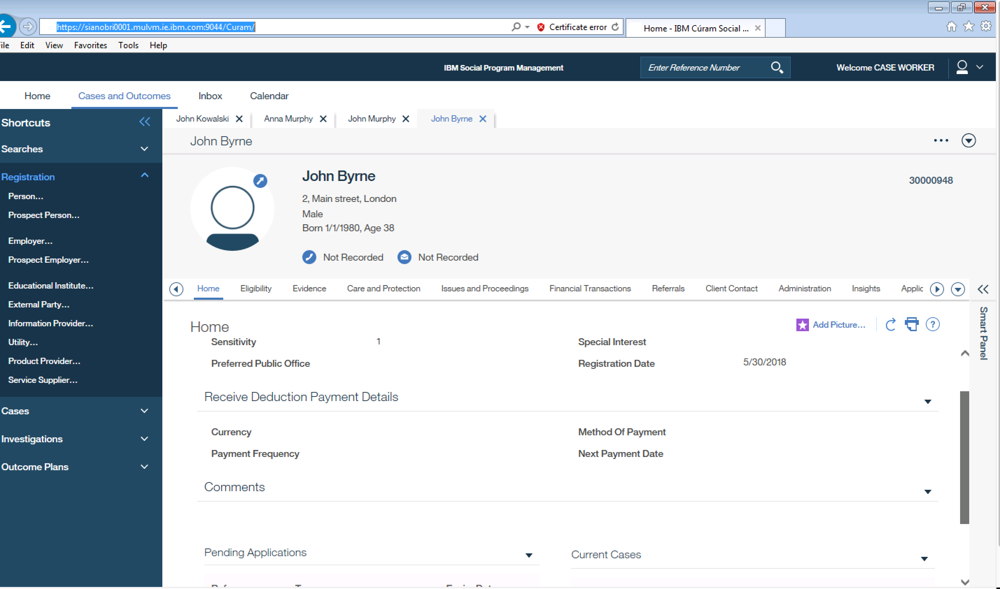 https://sianobri0001.mulvm.ie.ibm.com:9044/Curam/
Certificate error
Home - IBM Cúram Social ...
File Edit View Favorites Tools Help
IBM Social Program Management
Enter Reference Number
Welcome CASE WORKER
Home Cases and Outcomes Inbox Calendar
Shortcuts
Searches
Registration
Person...
Prospect Person...
Employer...
Prospect Employer...
Educational Institute...
External Party...
Information Provider...
Utility...
Product Provider...
Service Supplier...
Cases
Investigations
Outcome Plans
John Kowalski John Murphy
Anna Murphy
John Byrne
John Byrne
John Byrne
30000948
2, Main street, London
Male
Born 1/1/1980, Age 38
Not Recorded Not Recorded
Home Eligibility Evidence Care and Protection Issues and Proceedings Financial Transactions Referrals Client Contact Administration Insights Applic
Smart Panel
Home
Add Picture...
?
Sensitivity 1 Special Interest
Preferred Public Office Registration Date 5/30/2018
Receive Deduction Payment Details
Currency Method Of Payment
Payment Frequency Next Payment Date
Comments
Pending Applications Current Cases